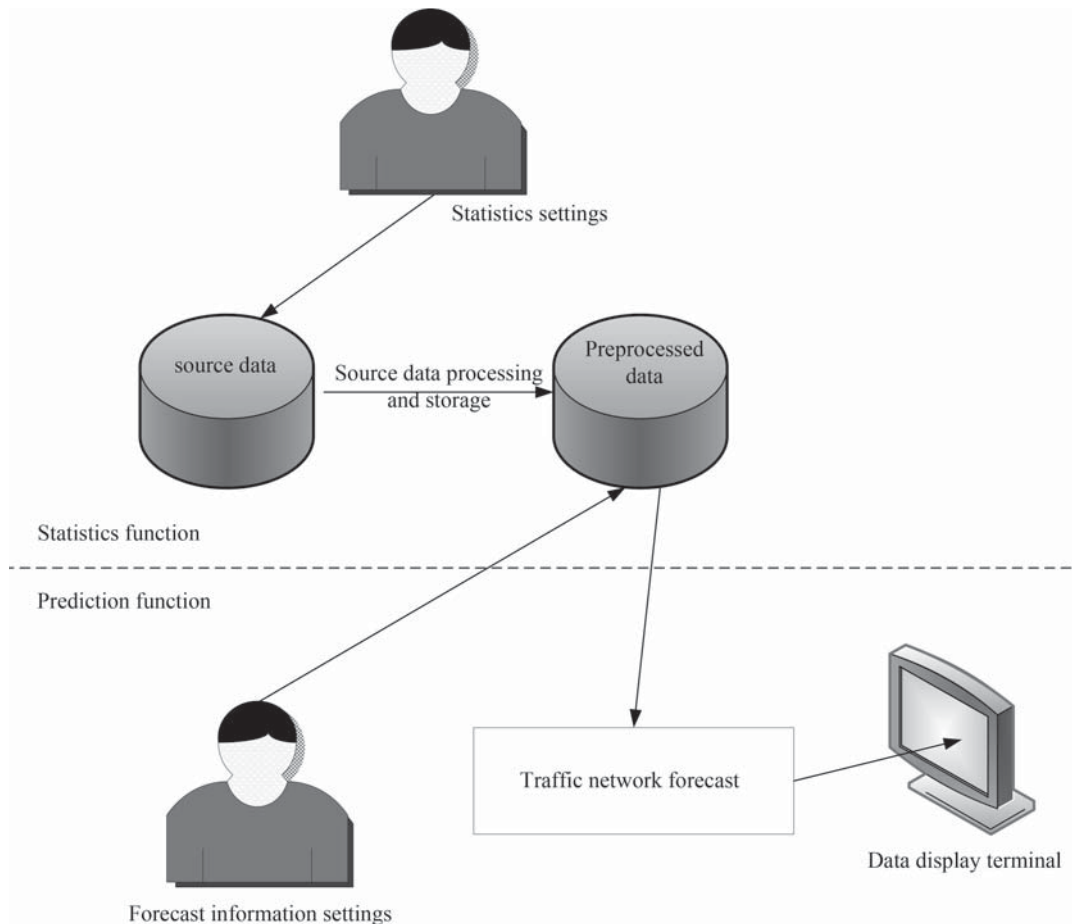 Statistics settings
source data
Source data processing
and storage
Preprocessed
data
Statistics function
Prediction function
Traffic network forecast
Data display terminal
Forecast information settings